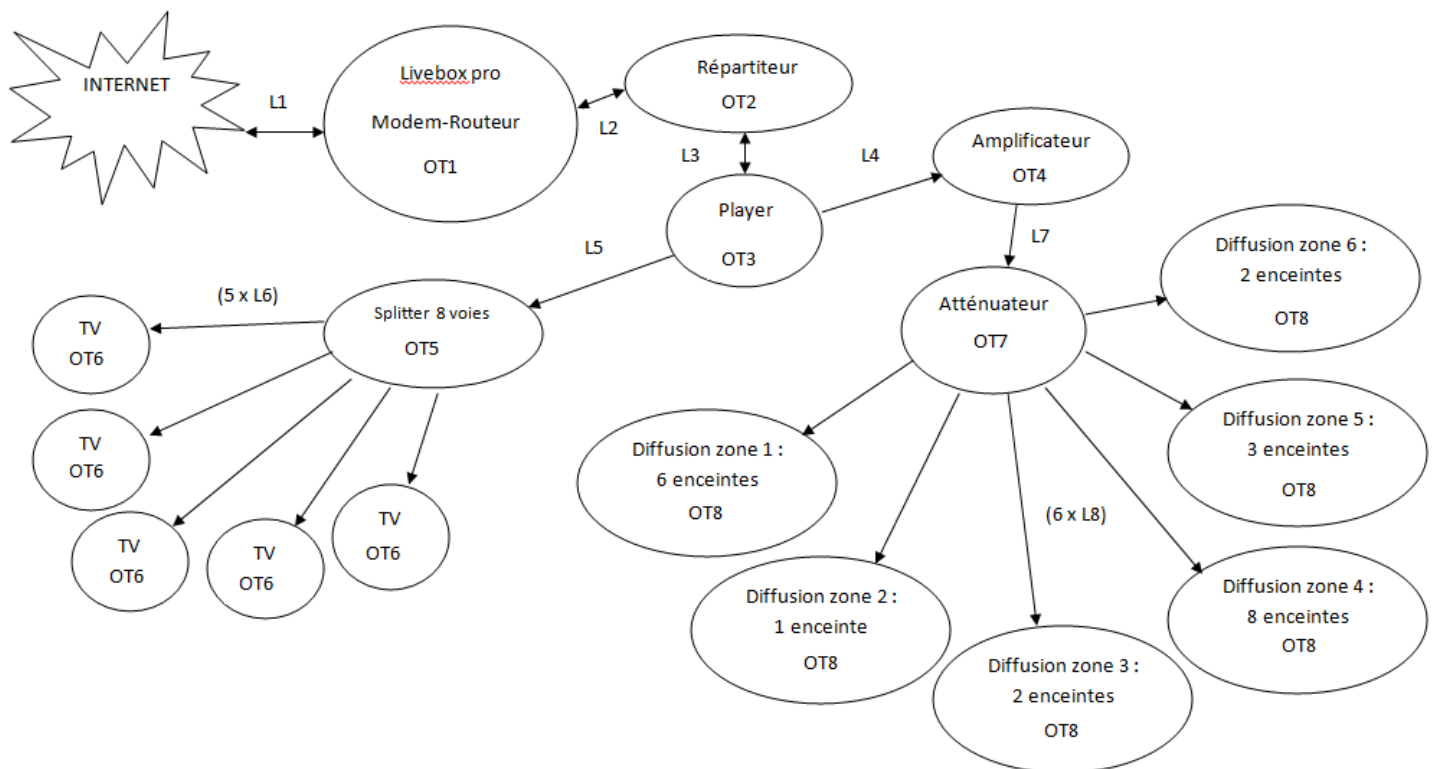 INTERNET
L1
Livebox pro
Modem-Routeur
OT1
L2
Répartiteur
OT2
L3
L4
Amplificateur
OT4
Player
OT3
L5
L7
Diffusion zone 6 :
2 enceintes
OT8
(5 x L6)
Splitter 8 voies
OT5
Atténuateur
OT7
TV
OT6
TV
OT6
TV
OT6
TV
OT6
TV
OT6
Diffusion zone 1 :
6 enceintes
OT8
Diffusion zone 5 :
3 enceintes
OT8
(6 x L8)
Diffusion zone 2 :
1 enceinte
OT8
Diffusion zone 4 :
8 enceintes
OT8
Diffusion zone 3 :
2 enceintes
OT8